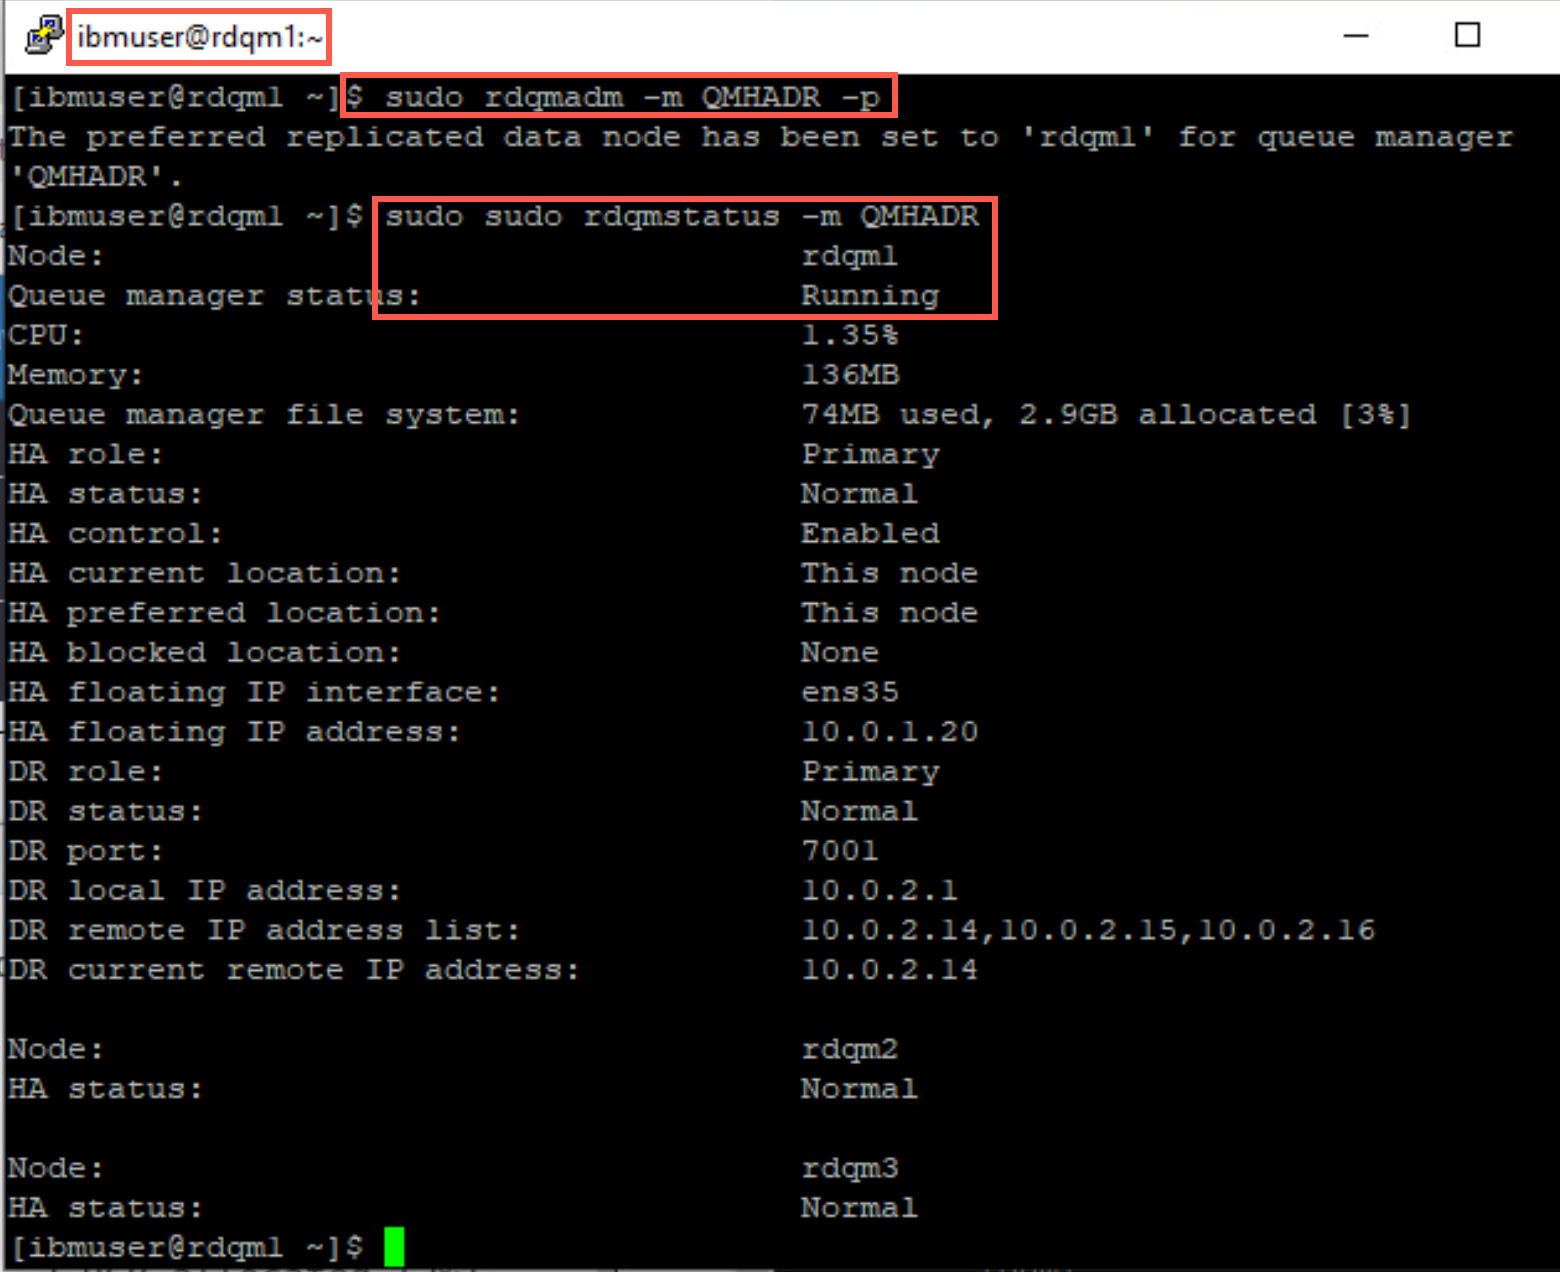 ibmuser@rdqm1:~
[ibmuser@rdqm1 ~]$ sudo rdqmadm -m QMHADR -p
The preferred replicated data node has been set to 'rdqm1' for queue manager
'QMHADR'.
[ibmuser@rdqm1 ~]$ sudo sudo rdqmstatus -m QMHADR
Node: rdqm1
Queue manager status: Running
CPU: 1.35%
Memory: 136MB
Queue manager file system: 74MB used, 2.9GB allocated [3%]
HA role: Primary
HA status: Normal
HA control: Enabled
HA current location: This node
HA preferred location: This node
HA blocked location: None
HA floating IP interface: ens35
HA floating IP address: 10.0.1.20
DR role: Primary
DR status: Normal
DR port: 7001
DR local IP address: 10.0.2.1
DR remote IP address list: 10.0.2.14,10.0.2.15,10.0.2.16
DR current remote IP address: 10.0.2.14
Node: rdqm2
HA status: Normal
Node: rdqm3
HA status: Normal
[ibmuser@rdqm1 ~]$